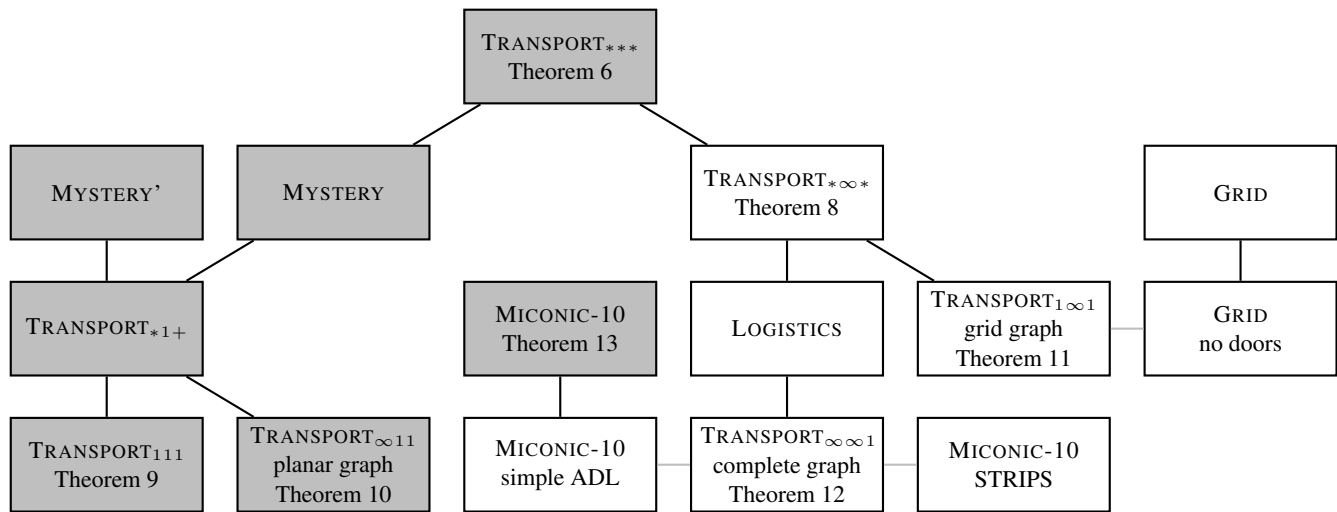 TRANSPORT∗∗∗
Theorem 6
MYSTERY’
MYSTERY
TRANSPORT∗∞∗
Theorem 8
GRID
TRANSPORT∗1+
MICONIC-10
Theorem 13
LOGISTICS
TRANSPORT1∞1
grid graph
Theorem 11
GRID
no doors
TRANSPORT111
Theorem 9
TRANSPORT∞11
planar graph
Theorem 10
MICONIC-10
simple ADL
TRANSPORT∞∞1
complete graph
Theorem 12
MICONIC-10
STRIPS